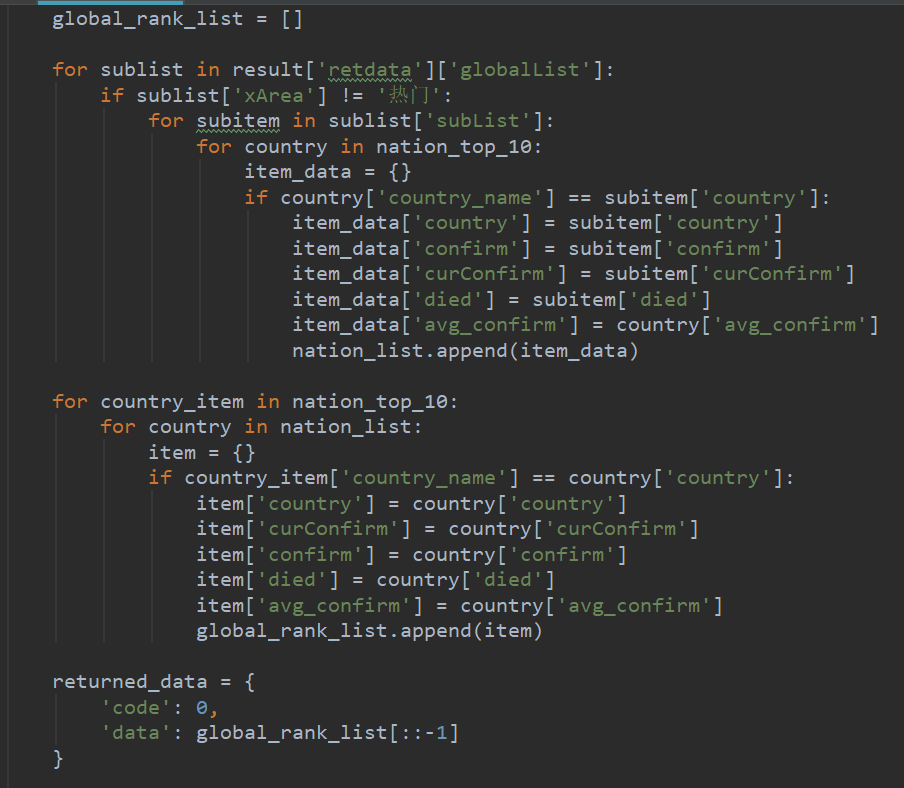 global_rank_list = []
for sublist in result['retdata']['globalList']:
if sublist['xArea'] != '热门':
for subitem in sublist['subList']:
for country in nation_top_10:
item_data = {}
if country['country_name'] == subitem['country']:
item_data['country'] = subitem['country']
item_data['confirm'] = subitem['confirm']
item_data['curConfirm'] = subitem['curConfirm']
item_data['died'] = subitem['died']
item_data['avg_confirm'] = country['avg_confirm']
nation_list.append(item_data)
for country_item in nation_top_10:
for country in nation_list:
item = {}
if country_item['country_name'] == country['country']:
item['country'] = country['country']
item['curConfirm'] = country['curConfirm']
item['confirm'] = country['confirm']
item['died'] = country['died']
item['avg_confirm'] = country['avg_confirm']
global_rank_list.append(item)
returned_data = {
'code': 0,
'data': global_rank_list[::-1]
}